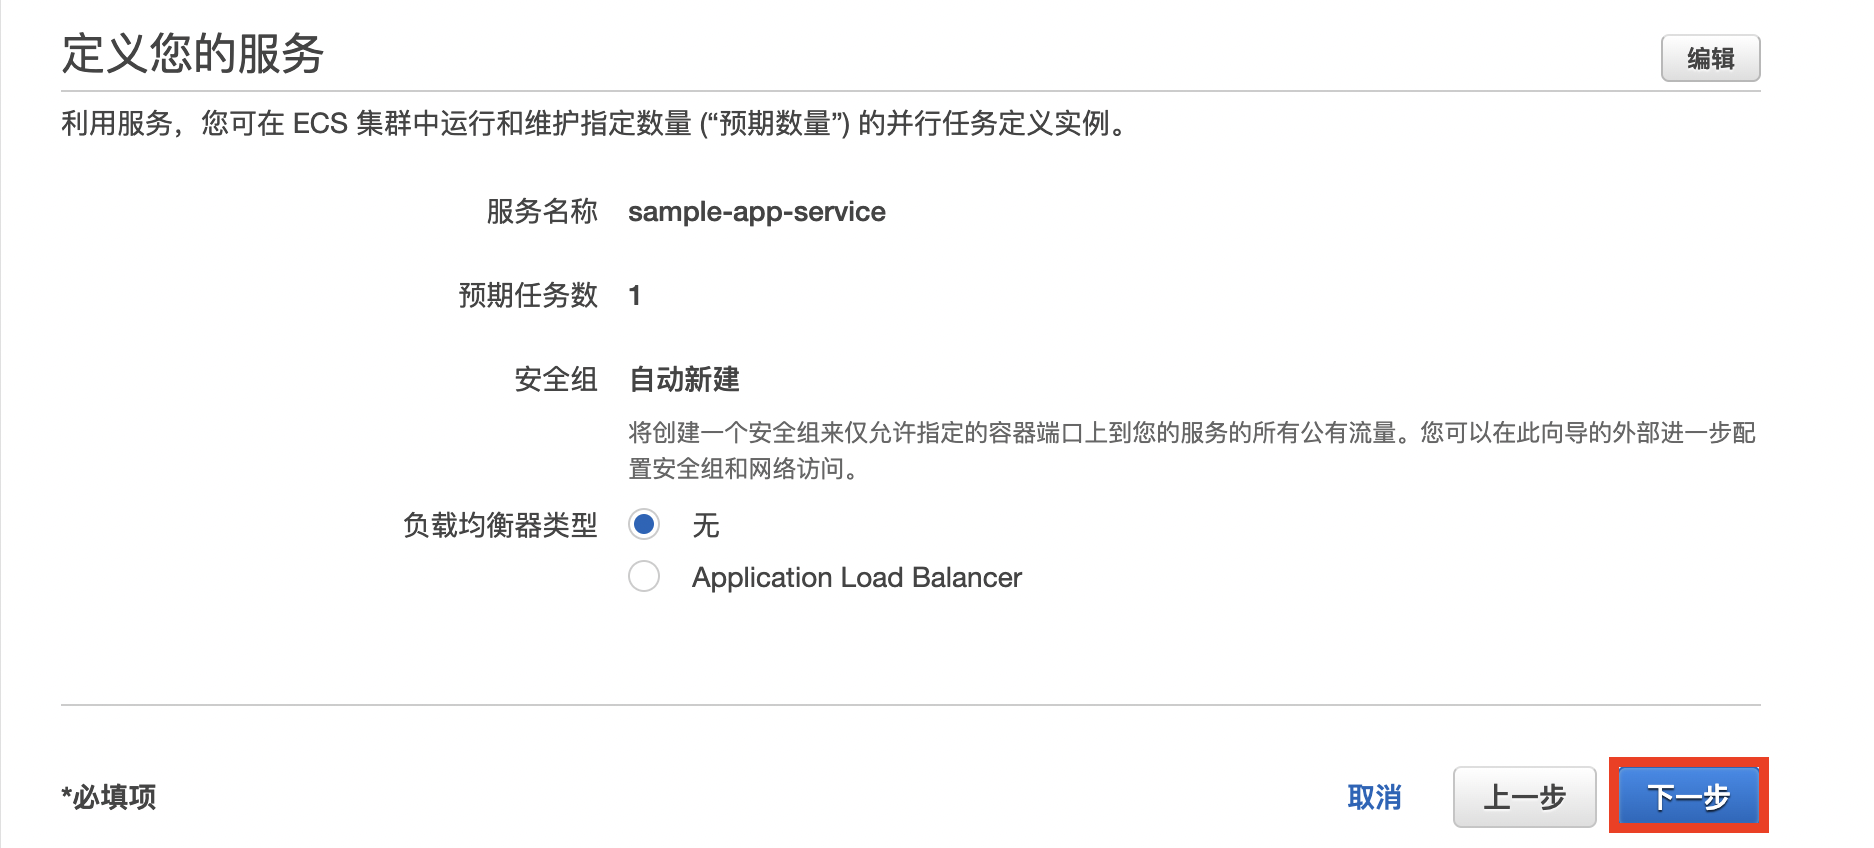 定义您的服务
编辑
利用服务，您可在 ECS 集群中运行和维护指定数量 (“预期数量”) 的并行任务定义实例。
服务名称 sample-app-service
预期任务数 1
安全组 自动新建
将创建一个安全组来仅允许指定的容器端口上到您的服务的所有公有流量。您可以在此向导的外部进一步配
置安全组和网络访问。
负载均衡器类型 无
Application Load Balancer
*必填项 取消 上一步 下一步